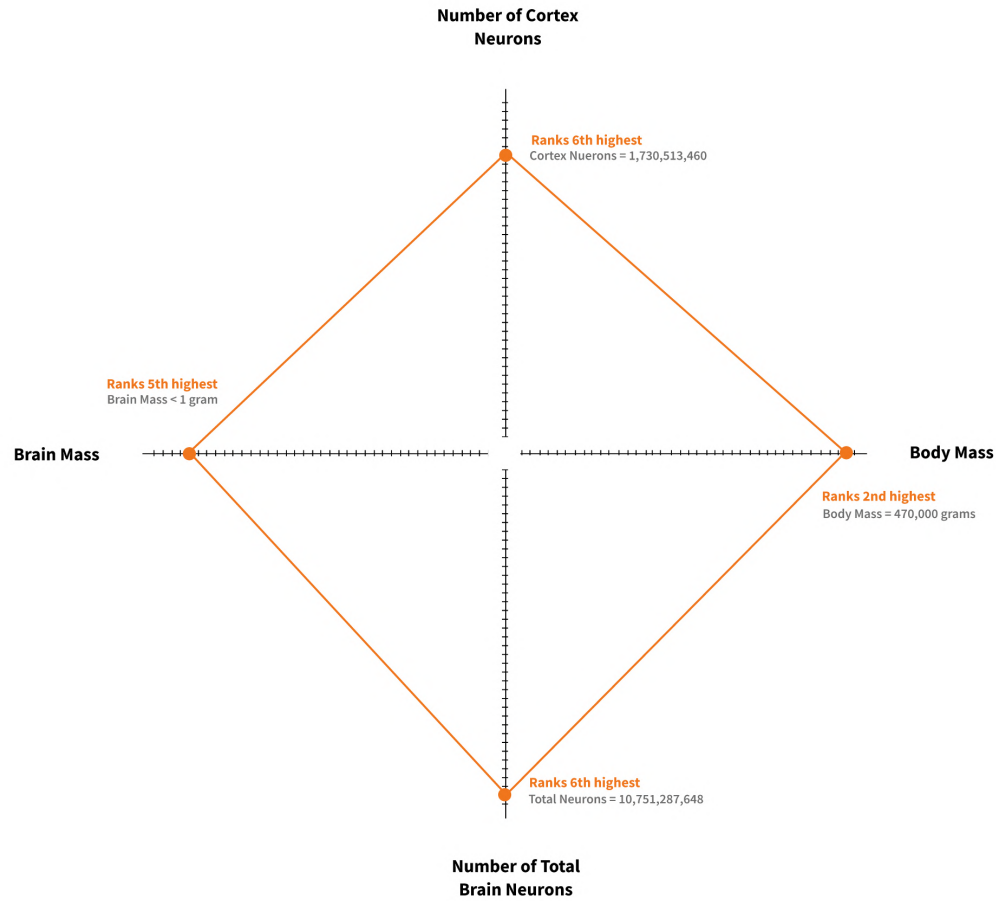 Number of Cortex
Neurons
Ranks 6th highest
Cortex Nuerons = 1,730,513,460
Ranks 5th highest
Brain Mass < 1 gram
Brain Mass
Body Mass
Ranks 2nd highest
Body Mass = 470,000 grams
Ranks 6th highest
Total Neurons = 10,751,287,648
Number of Total
Brain Neurons